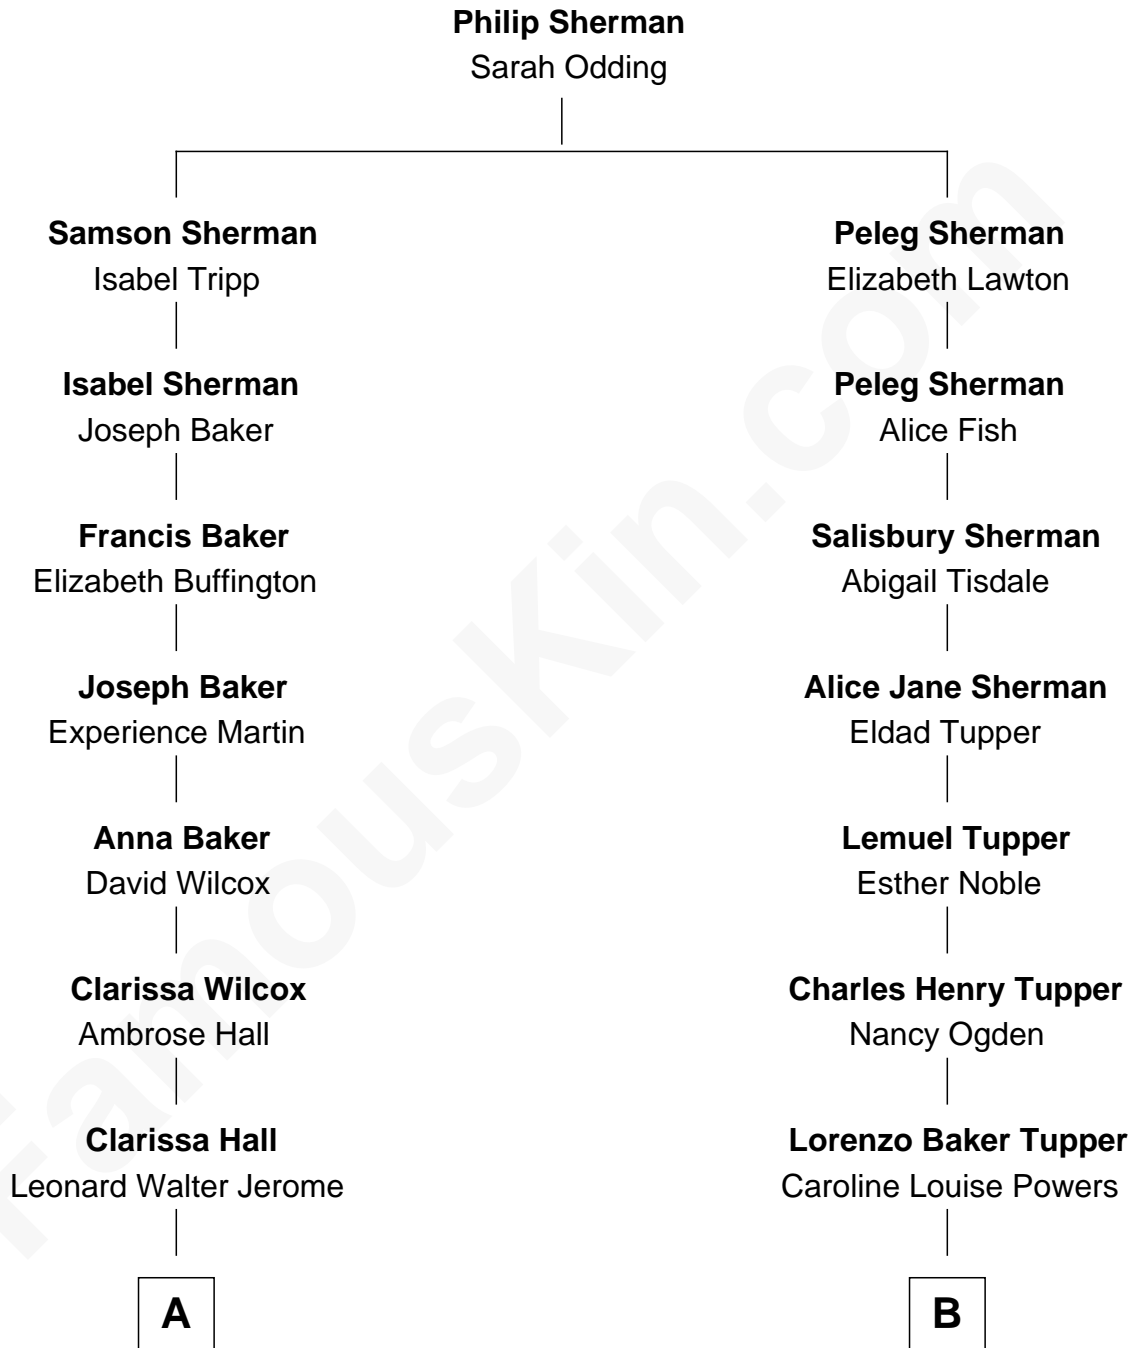 Philip Sherman
Sarah Odding
Samson Sherman
Isabel Tripp
Peleg Sherman
Elizabeth Lawton
Isabel Sherman
Joseph Baker
Peleg Sherman
Alice Fish
Francis Baker
Elizabeth Buffington
Salisbury Sherman
Abigail Tisdale
Joseph Baker
Experience Martin
Alice Jane Sherman
Eldad Tupper
Anna Baker
David Wilcox
Lemuel Tupper
Esther Noble
Clarissa Wilcox
Ambrose Hall
Charles Henry Tupper
Nancy Ogden
Clarissa Hall
Leonard Walter Jerome
Lorenzo Baker Tupper
Caroline Louise Powers
A
B
FamousKin.com